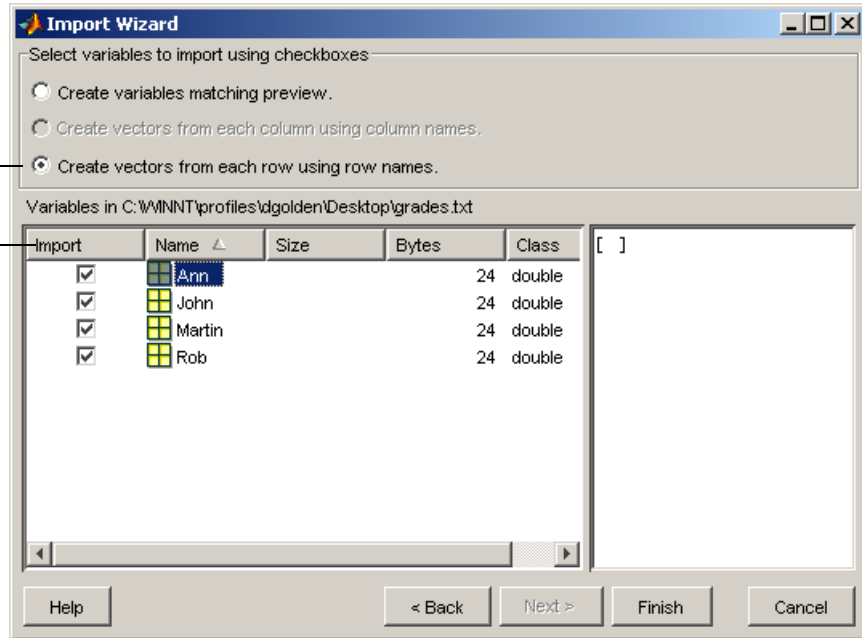 Import Wizard
Select variables to import using checkboxes
Create variables matching preview.
Create vectors from each column using column names.
Create vectors from each row using row names.
Variables in C:\WINNT\profiles\dgolden\Desktop\grades.txt
Import Name Size Bytes Class
Ann 24 double
John 24 double
Martin 24 double
Rob 24 double
[ ]
Help < Back Next > Finish Cancel